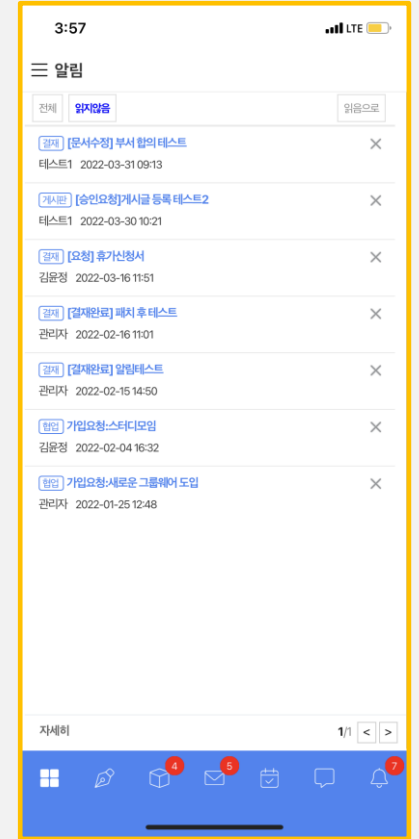 3:57 LTE
알림
전체 읽지않음 읽음으로
결재 [문서수정] 부서 합의 테스트
테스트1 2022-03-31 09:13
게시판 [승인요청]게시글 등록 테스트2
테스트1 2022-03-30 10:21
결재 [요청] 휴가신청서
김윤정 2022-03-16 11:51
결재 [결재완료] 패치 후 테스트
관리자 2022-02-16 11:01
결재 [결재완료] 알림테스트
관리자 2022-02-15 14:50
협업 가입요청:스터디모임
김윤정 2022-02-04 16:32
협업 가입요청:새로운 그룹웨어 도입
관리자 2022-01-25 12:48
자세히 1/1 < >
4 5 7